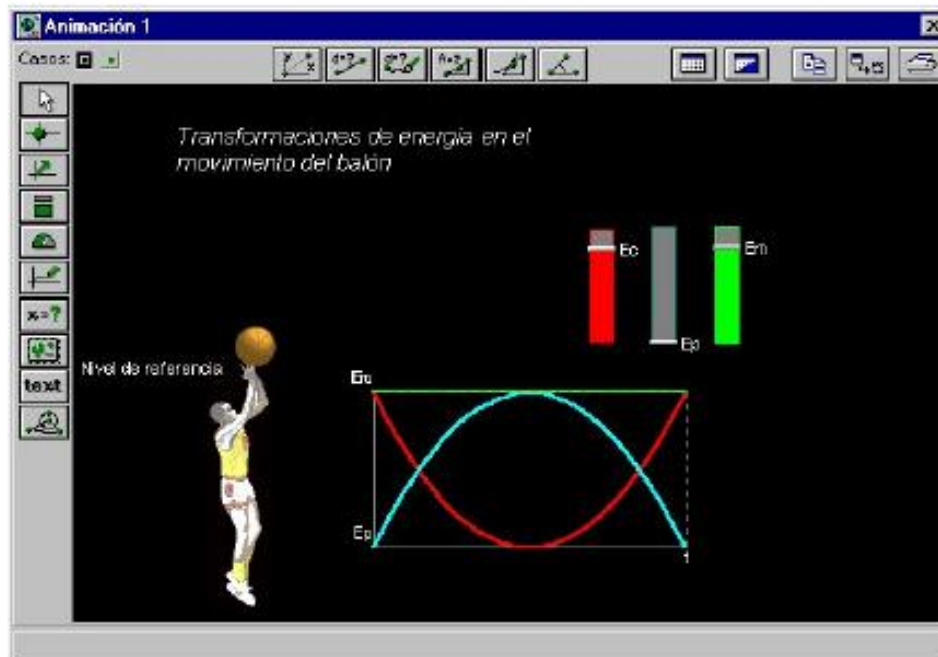 Animación 1
Casos:
x=?
text
Transformaciones de energía en el
movimiento del balón
Ec
Ep
Em
Nivel de referencia
Ep